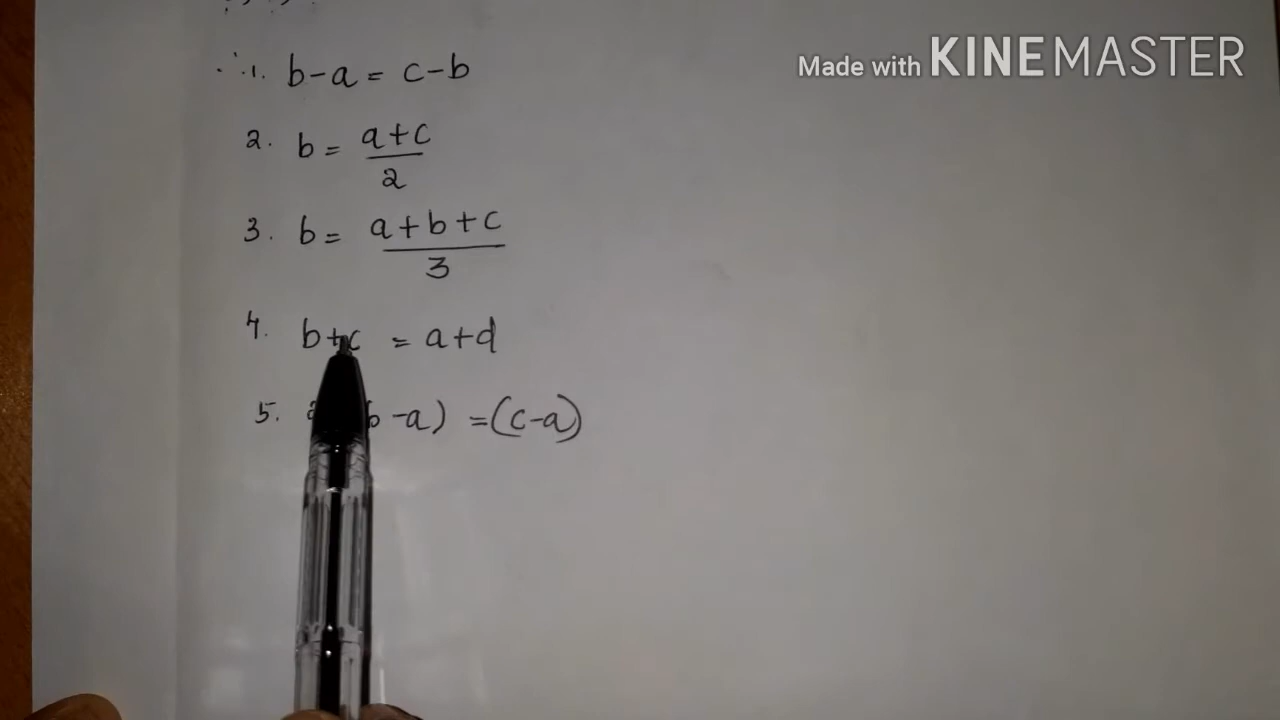 Made with KINEMASTER
∴ 1. b-a = c-b
2. b = a+c/2
3. b = a+b+c/3
4. b+c = a+d
5. -a) =(c-a)